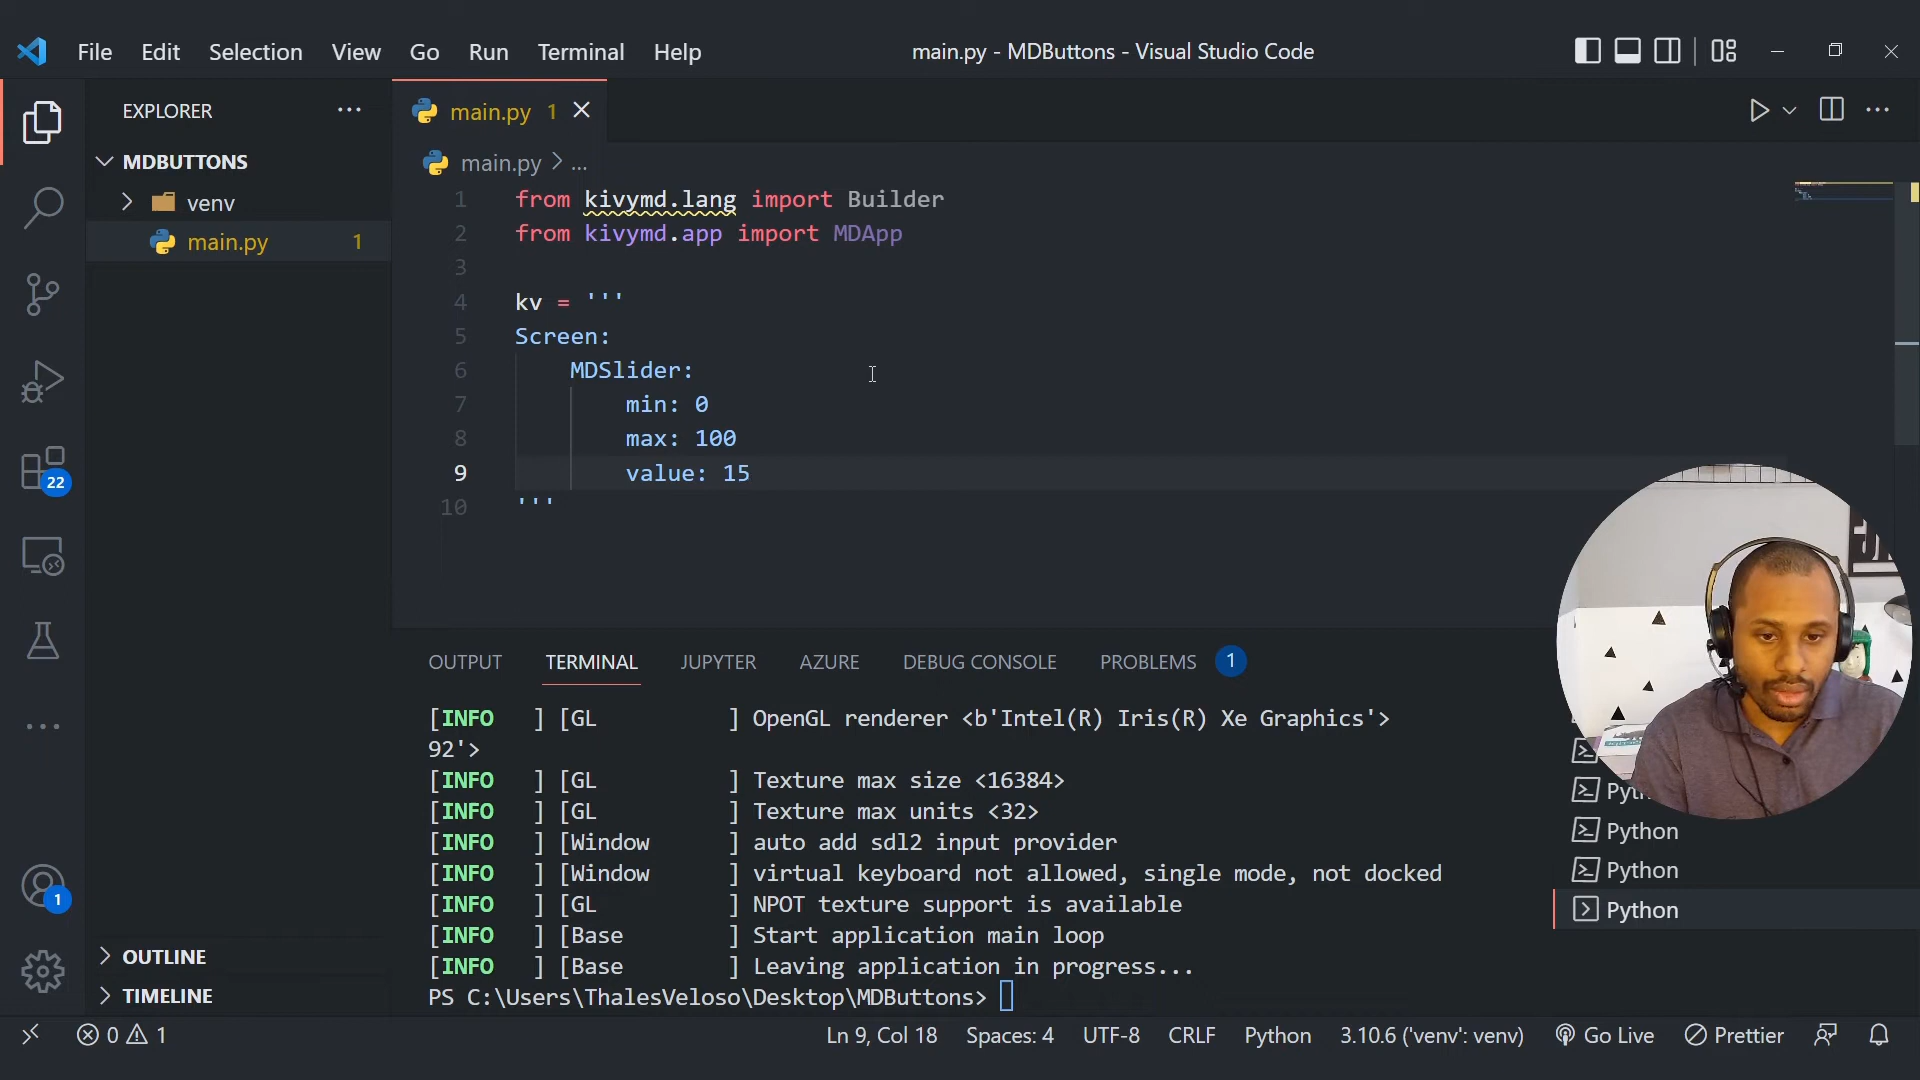 File Edit Selection View Go Run Terminal Help
main.py - MDButtons - Visual Studio Code
EXPLORER
main.py 1
MDBUTTONS
main.py > ...
venv
main.py 1
1 from kivymd.lang import Builder
2 from kivymd.app import MDApp
3
4 kv = '''
5 Screen:
6 MDSlider:
7 min: 0
8 max: 100
9 value: 15
10 '''
22
OUTPUT TERMINAL JUPYTER AZURE DEBUG CONSOLE PROBLEMS 1
[INFO ] [GL ] OpenGL renderer <b'Intel(R) Iris(R) Xe Graphics'>
92'>
[INFO ] [GL ] Texture max size <16384>
[INFO ] [GL ] Texture max units <32>
[INFO ] [Window ] auto add sdl2 input provider
[INFO ] [Window ] virtual keyboard not allowed, single mode, not docked
[INFO ] [GL ] NPOT texture support is available
[INFO ] [Base ] Start application main loop
[INFO ] [Base ] Leaving application in progress...
PS C:\Users\ThalesVeloso\Desktop\MDButtons>
Python
Python
Python
1
OUTLINE
TIMELINE
0 1
Ln 9, Col 18 Spaces: 4 UTF-8 CRLF Python 3.10.6 ('venv': venv) Go Live Prettier